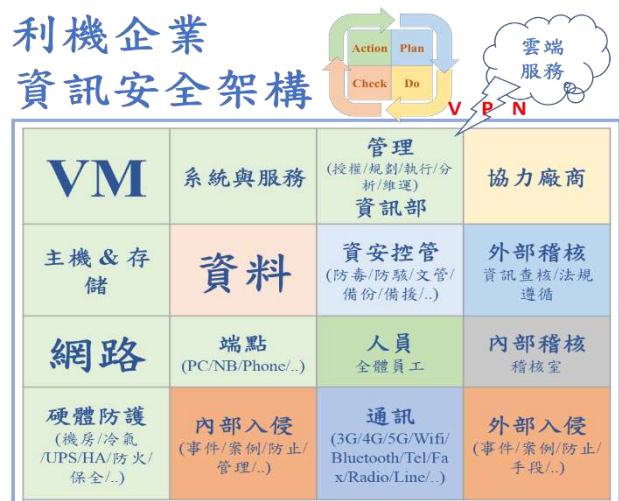 利機企業
資訊安全架構
Action Plan
Check Do
雲端
服務
V P N
VM
系統與服務
管理
(授權/規劃/執行/分
析/維運)
資訊部
協力廠商
主機 & 存
儲
資料
資安控管
(防毒/防駭/文管/
備份/備援/..)
外部稽核
資訊查核/法規
遵循
網路
端點
(PC/NB/Phone/..)
人員
全體員工
內部稽核
稽核室
硬體防護
(機房/冷氣
/UPS/HA/防火/
保全/..)
內部入侵
(事件/案例/防止/
管理/..)
通訊
(3G/4G/5G/Wifi/
Bluetooth/Tel/Fa
x/Radio/Line/..)
外部入侵
(事件/案例/防止/
手段/..)